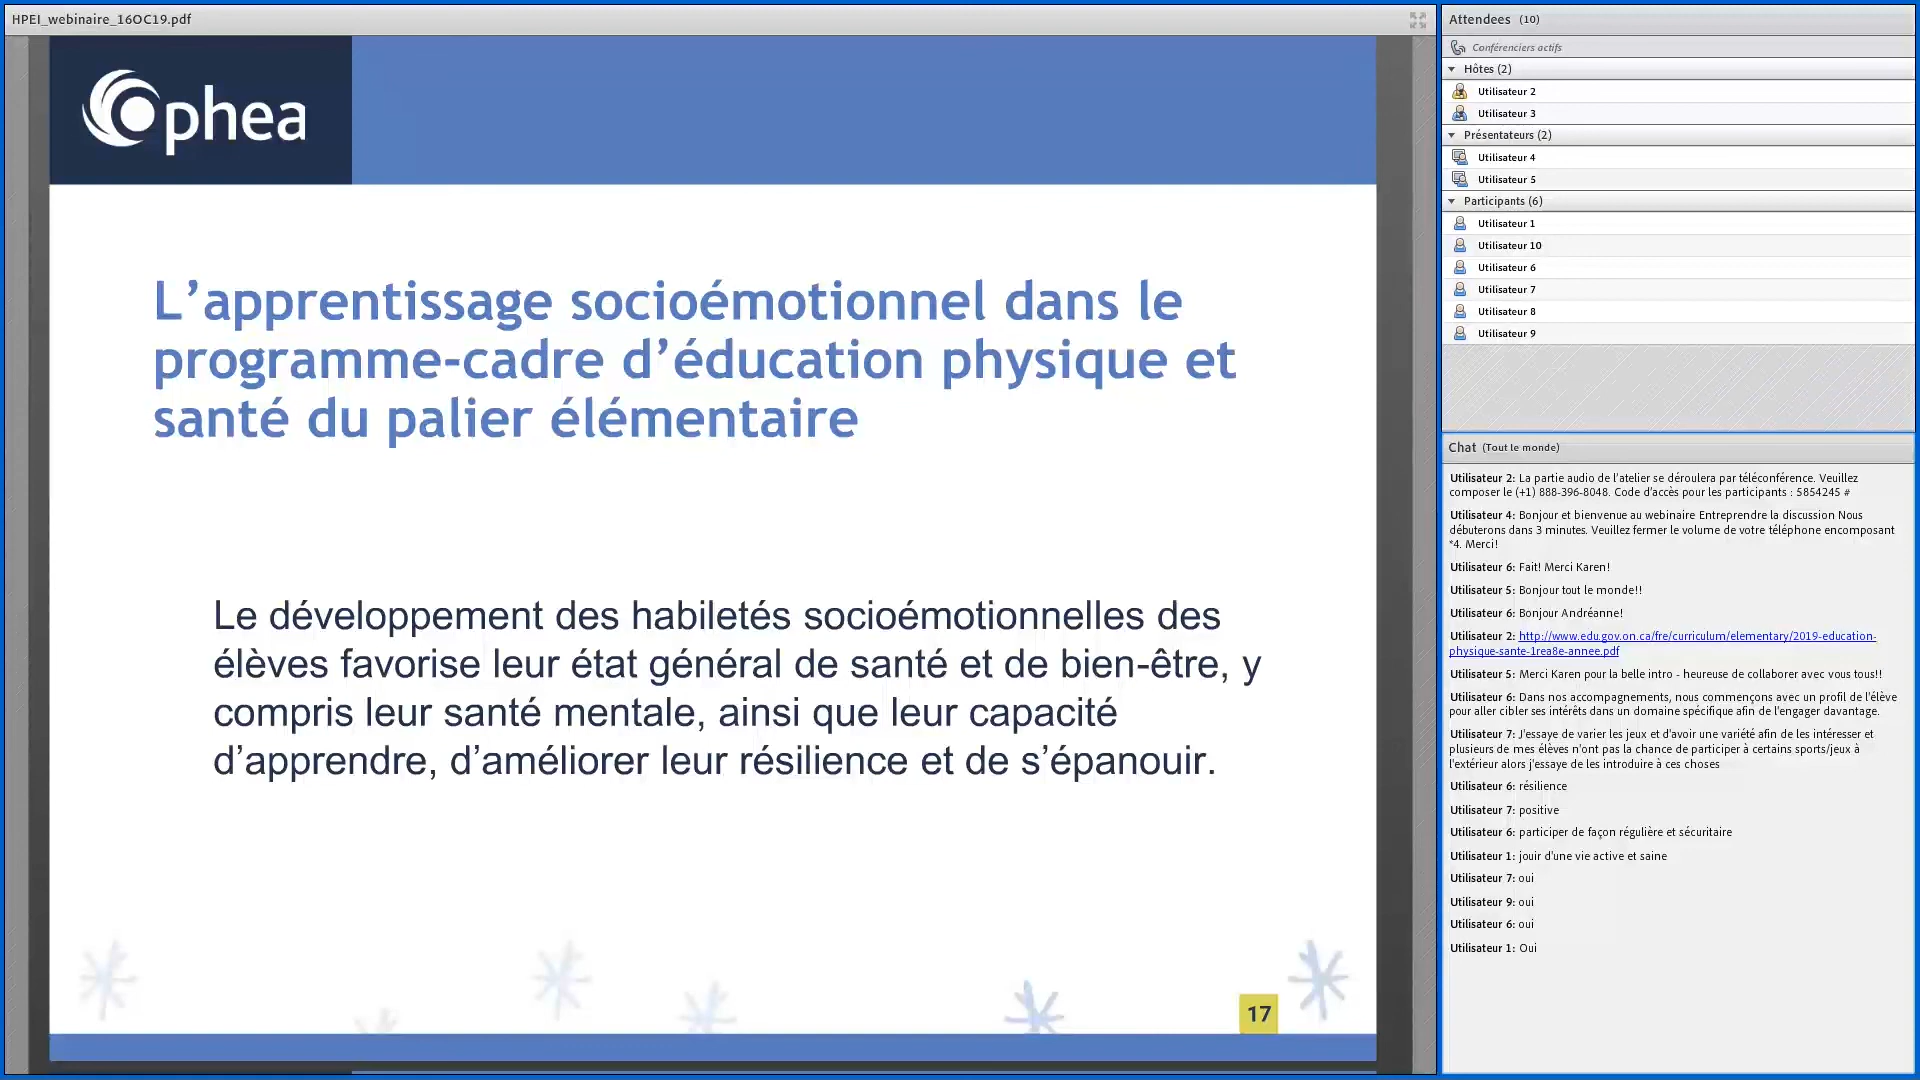 HPEI_webinaire_16OC19.pdf
Ophea
L’apprentissage socioémotionnel dans le
programme-cadre d’éducation physique et
santé du palier élémentaire
Le développement des habiletés socioémotionnelles des
élèves favorise leur état général de santé et de bien-être, y
compris leur santé mentale, ainsi que leur capacité
d’apprendre, d’améliorer leur résilience et de s’épanouir.
17
Attendees (10)
Conférenciers actifs
Hôtes (2)
Utilisateur 2
Utilisateur 3
Présentateurs (2)
Utilisateur 4
Utilisateur 5
Participants (6)
Utilisateur 1
Utilisateur 10
Utilisateur 6
Utilisateur 7
Utilisateur 8
Utilisateur 9
Chat (Tout le monde)
Utilisateur 2: La partie audio de l'atelier se déroulera par téléconférence. Veuillez
composer le (+1) 888-396-8048. Code d'accès pour les participants : 5854245 #
Utilisateur 4: Bonjour et bienvenue au webinaire Entreprendre la discussion Nous
débuterons dans 3 minutes. Veuillez fermer le volume de votre téléphone encomposant
*4. Merci!
Utilisateur 6: Fait! Merci Karen!
Utilisateur 5: Bonjour tout le monde!!
Utilisateur 6: Bonjour Andréanne!
Utilisateur 2: http://www.edu.gov.on.ca/fre/curriculum/elementary/2019-education-
physique-sante-1rea8e-annee.pdf
Utilisateur 5: Merci Karen pour la belle intro - heureuse de collaborer avec vous tous!!
Utilisateur 6: Dans nos accompagnements, nous commençons avec un profil de l'élève
pour aller cibler ses intérêts dans un domaine spécifique afin de l'engager davantage.
Utilisateur 7: J'essaye de varier les jeux et d'avoir une variété afin de les intéresser et
plusieurs de mes élèves n'ont pas la chance de participer à certains sports/jeux à
l'extérieur alors j'essaye de les introduire à ces choses
Utilisateur 6: résilience
Utilisateur 7: positive
Utilisateur 6: participer de façon régulière et sécuritaire
Utilisateur 1: jouir d'une vie active et saine
Utilisateur 7: oui
Utilisateur 9: oui
Utilisateur 6: oui
Utilisateur 1: Oui